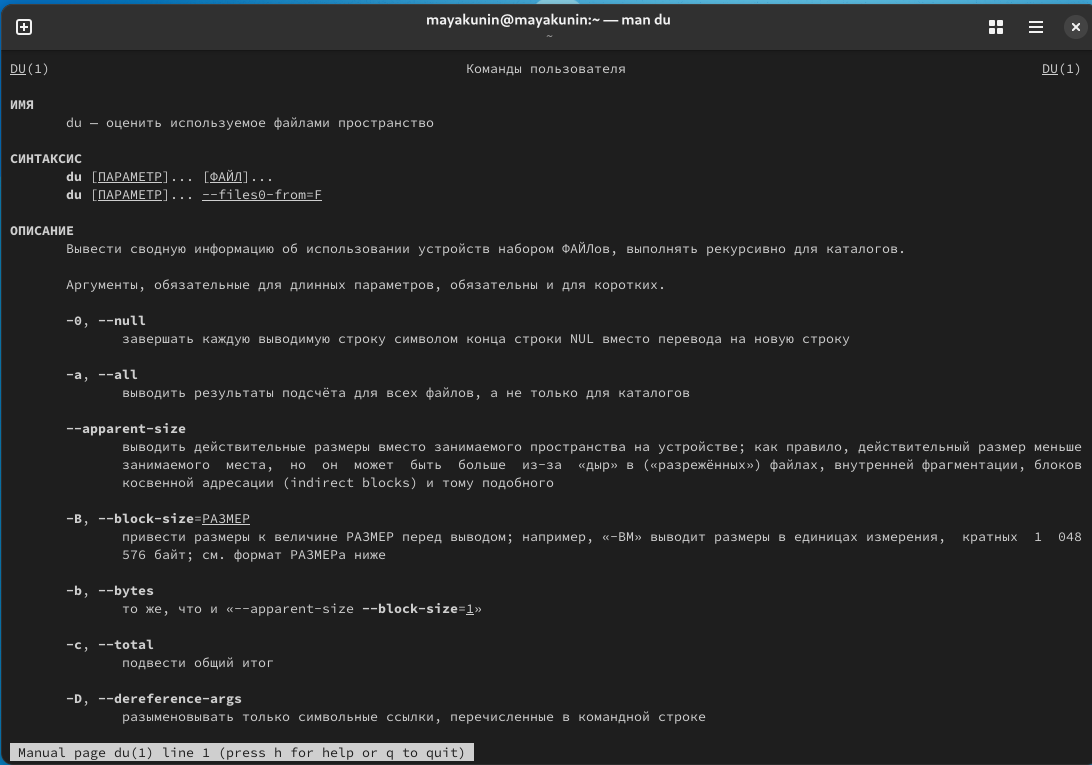 mayakunin@mayakunin:~ — man du
~
DU(1) Команды пользователя DU(1)
ИМЯ
du — оценить используемое файлами пространство
СИНТАКСИС
du [ПАРАМЕТР]... [ФАЙЛ]...
du [ПАРАМЕТР]... --files0-from=F
ОПИСАНИЕ
Вывести сводную информацию об использовании устройств набором ФАЙЛов, выполнять рекурсивно для каталогов.
Аргументы, обязательные для длинных параметров, обязательны и для коротких.
-0, --null
завершать каждую выводимую строку символом конца строки NUL вместо перевода на новую строку
-a, --all
выводить результаты подсчёта для всех файлов, а не только для каталогов
--apparent-size
выводить действительные размеры вместо занимаемого пространства на устройстве; как правило, действительный размер меньше
занимаемого места, но он может быть больше из-за «дыр» в («разрежённых») файлах, внутренней фрагментации, блоков
косвенной адресации (indirect blocks) и тому подобного
-B, --block-size=РАЗМЕР
привести размеры к величине РАЗМЕР перед выводом; например, «-BM» выводит размеры в единицах измерения, кратных 1 048
576 байт; см. формат РАЗМЕРа ниже
-b, --bytes
то же, что и «--apparent-size --block-size=1»
-c, --total
подвести общий итог
-D, --dereference-args
разыменовывать только символьные ссылки, перечисленные в командной строке
Manual page du(1) line 1 (press h for help or q to quit)